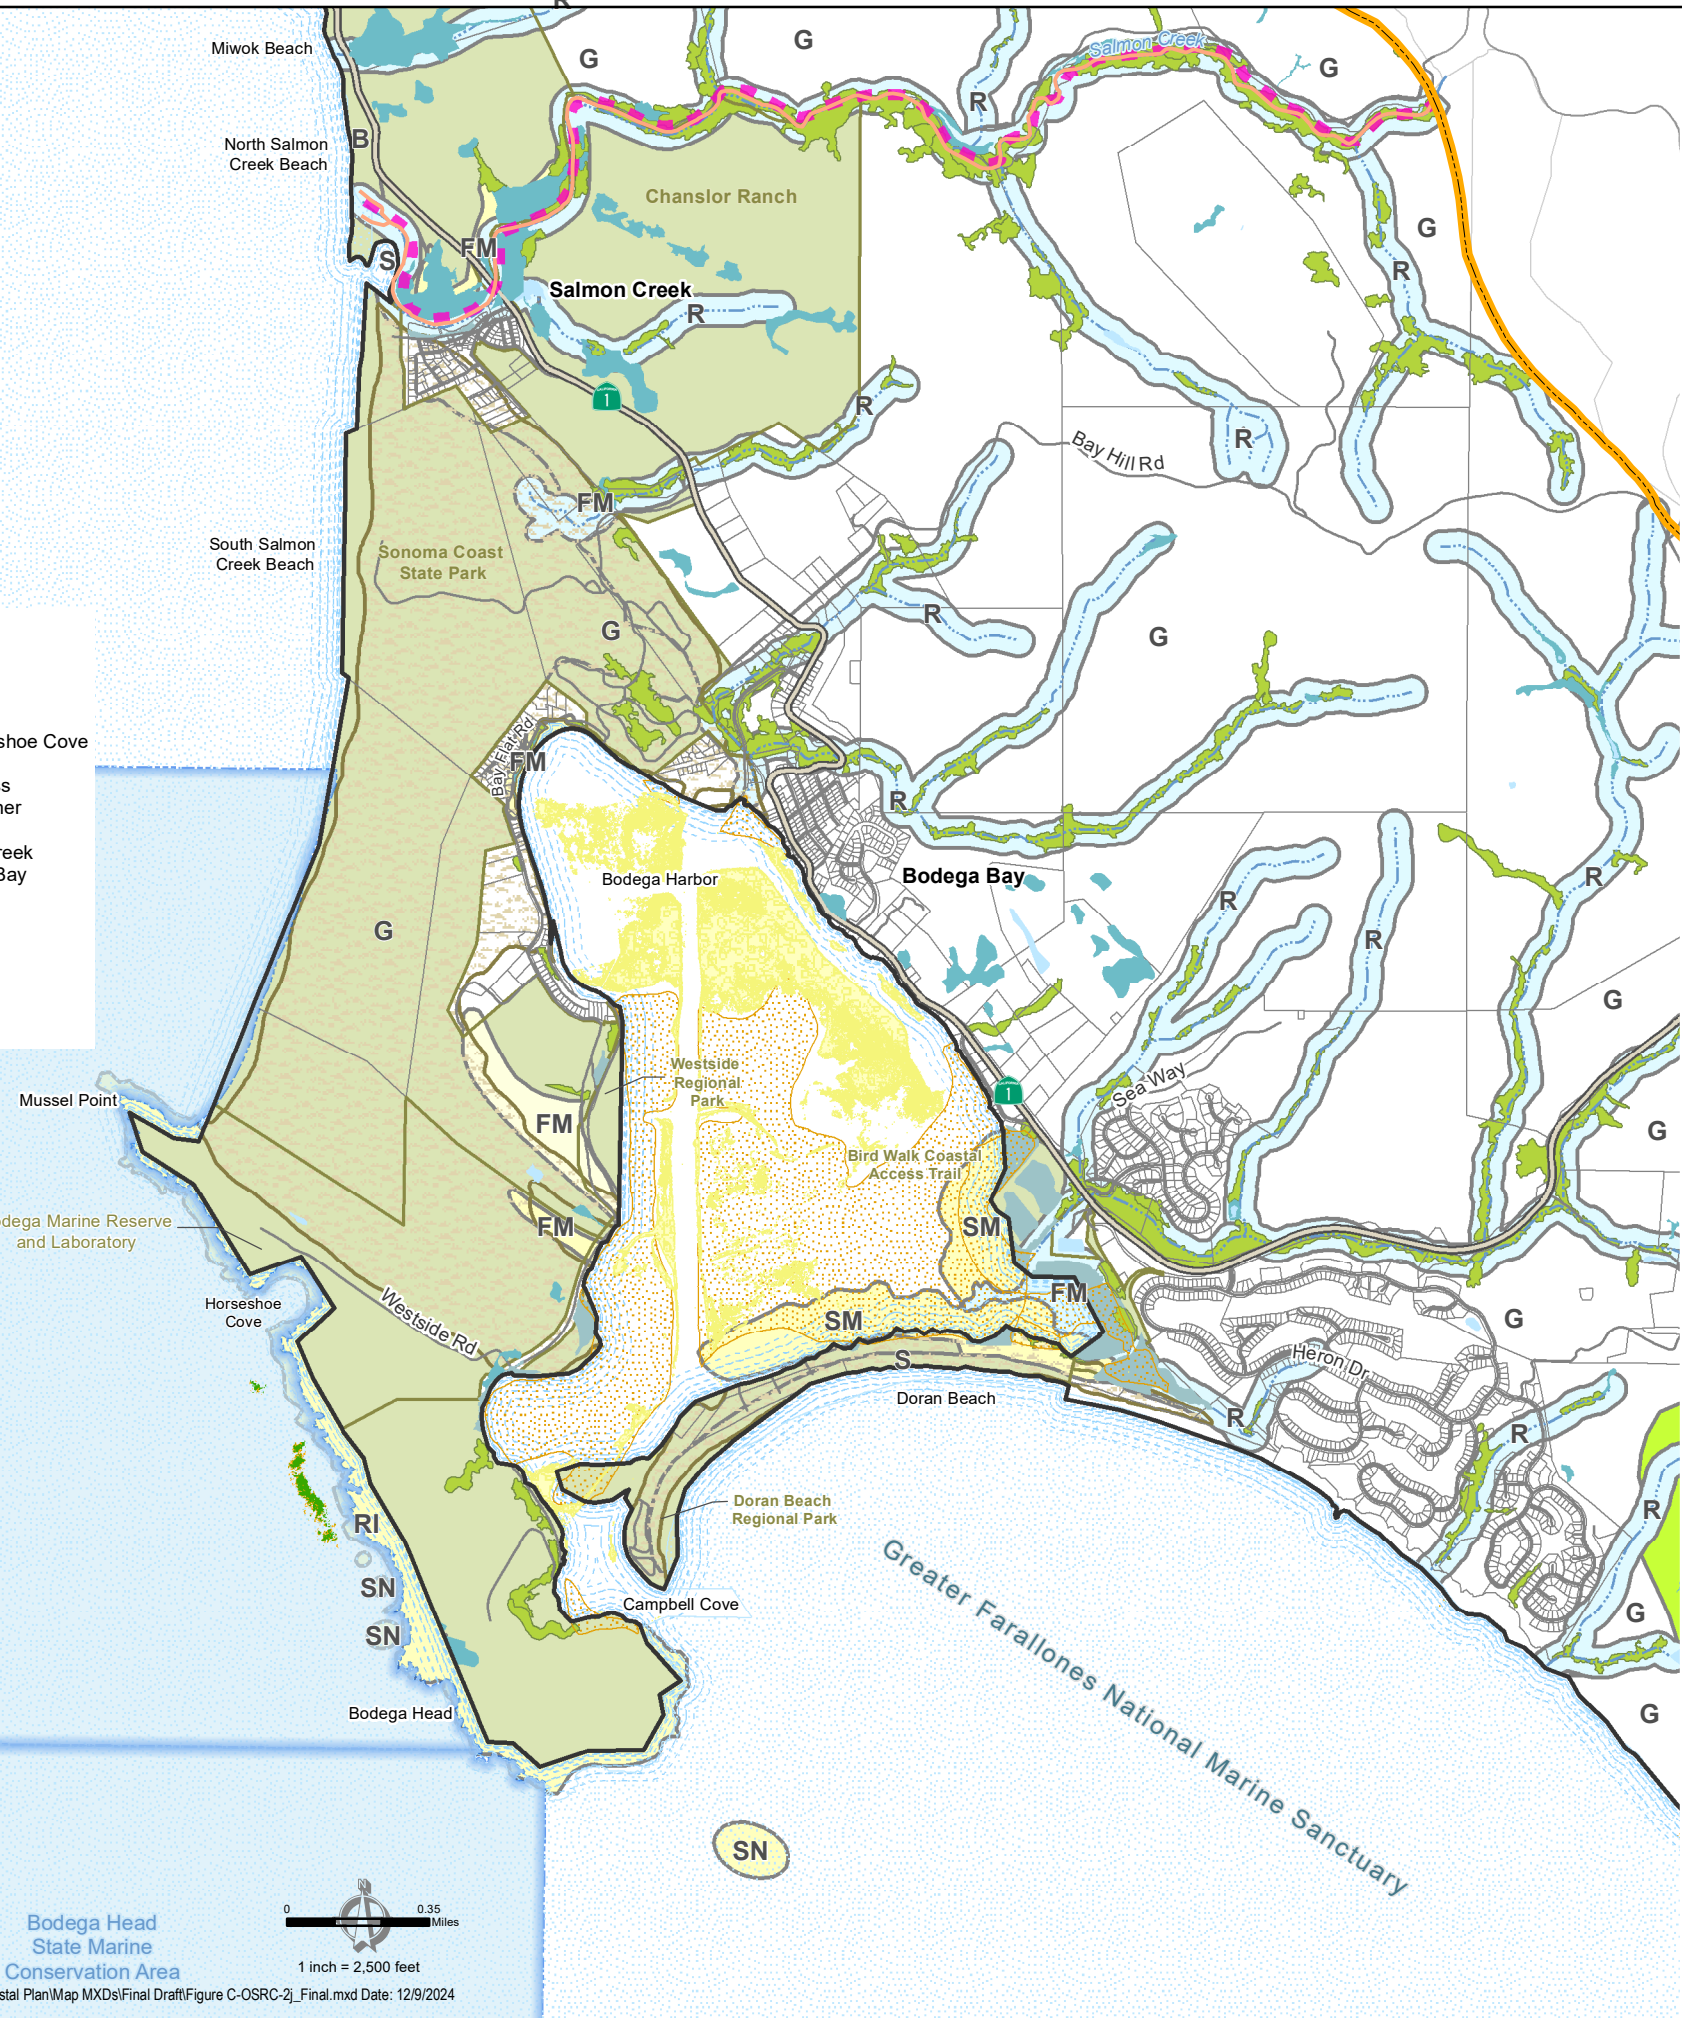 R
Miwok Beach
G
G
Salmon Creek
G
R
B
North Salmon
Creek Beach
Chanslor Ranch
G
FM
S
R
Salmon Creek
R
1
R
R
Bay Hill Rd
FM
South Salmon
Creek Beach
Sonoma Coast
State Park
R
G
G
shoe Cove
Bay Flat Rd
FM
s
ner
R
reek
Bay
Bodega Harbor
Bodega Bay
R
R
G
R
G
Westside
Regional
Park
Mussel Point
1
Sea Way
FM
G
Bird Walk Coastal
Access Trail
dega Marine Reserve
and Laboratory
FM
SM
FM
Horseshoe
Cove
Westside Rd
SM
G
S
Heron Dr
Doran Beach
R
R
Doran Beach
Regional Park
R
RI
Greater Farallones National Marine Sanctuary
SN
Campbell Cove
G
SN
Bodega Head
G
SN
N
0 0.35
Miles
Bodega Head
State Marine
Conservation Area
1 inch = 2,500 feet
stal Plan\Map MXDs\Final Draft\Figure C-OSRC-2j_Final.mxd Date: 12/9/2024